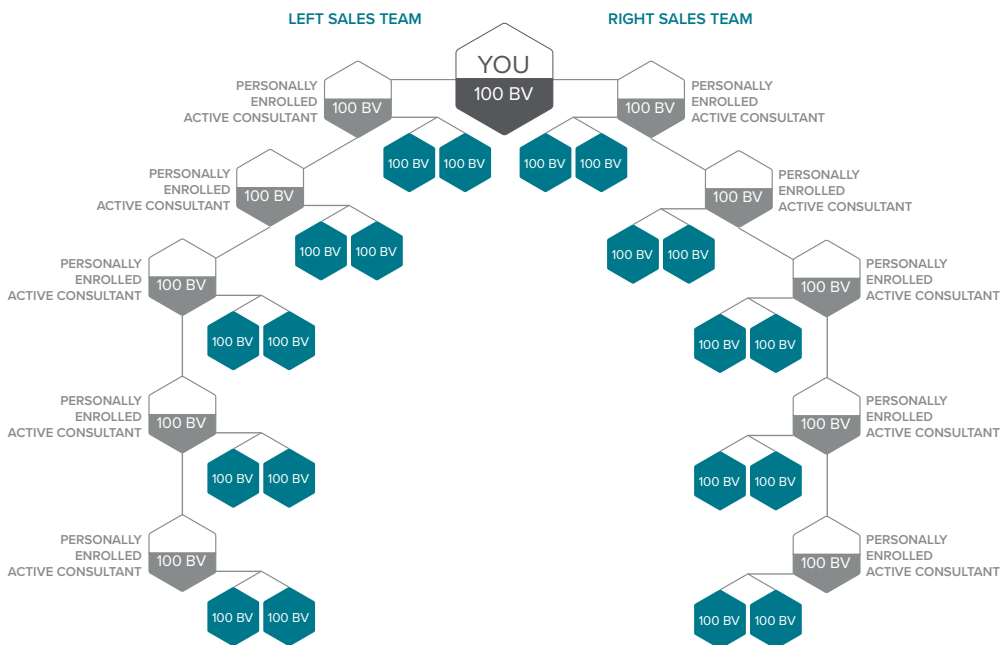 LEFT SALES TEAM
RIGHT SALES TEAM
YOU
100 BV
PERSONALLY
ENROLLED
ACTIVE CONSULTANT
100 BV
100 BV
PERSONALLY
ENROLLED
ACTIVE CONSULTANT
100 BV
100 BV
100 BV
100 BV
PERSONALLY
ENROLLED
ACTIVE CONSULTANT
100 BV
100 BV
PERSONALLY
ENROLLED
ACTIVE CONSULTANT
100 BV
100 BV
100 BV
100 BV
PERSONALLY
ENROLLED
ACTIVE CONSULTANT
100 BV
100 BV
PERSONALLY
ENROLLED
ACTIVE CONSULTANT
100 BV
100 BV
100 BV
100 BV
PERSONALLY
ENROLLED
ACTIVE CONSULTANT
100 BV
100 BV
PERSONALLY
ENROLLED
ACTIVE CONSULTANT
100 BV
100 BV
100 BV
100 BV
PERSONALLY
ENROLLED
ACTIVE CONSULTANT
100 BV
100 BV
PERSONALLY
ENROLLED
ACTIVE CONSULTANT
100 BV
100 BV
100 BV
100 BV